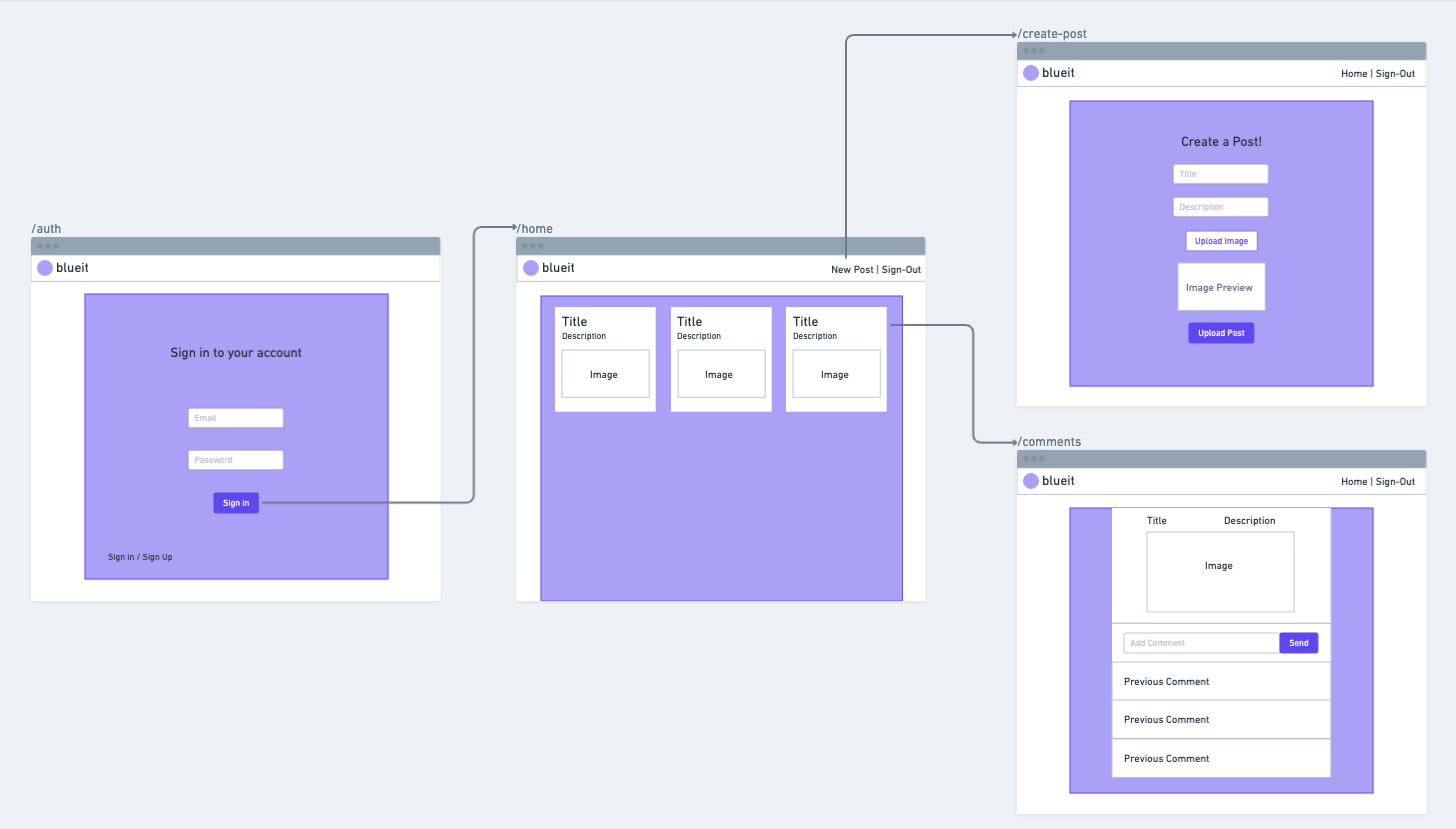 /auth
blueit
Sign in to your account
Email
Password
Sign in
Sign in / Sign Up
/home
blueit
New Post | Sign-Out
Title
Description
Image
Title
Description
Image
Title
Description
Image
/create-post
blueit
Home | Sign-Out
Create a Post!
Title
Description
Upload Image
Image Preview
Upload Post
/comments
blueit
Home | Sign-Out
Title Description
Image
Add Comment Send
Previous Comment
Previous Comment
Previous Comment